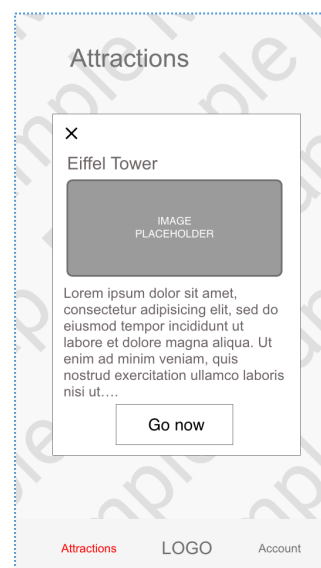 Attractions
Eiffel Tower
IMAGE
PLACEHOLDER
Lorem ipsum dolor sit amet,
consectetur adipisicing elit, sed do
eiusmod tempor incididunt ut
labore et dolore magna aliqua. Ut
enim ad minim veniam, quis
nostrud exercitation ullamco laboris
nisi ut….
Go now
Attractions LOGO Account